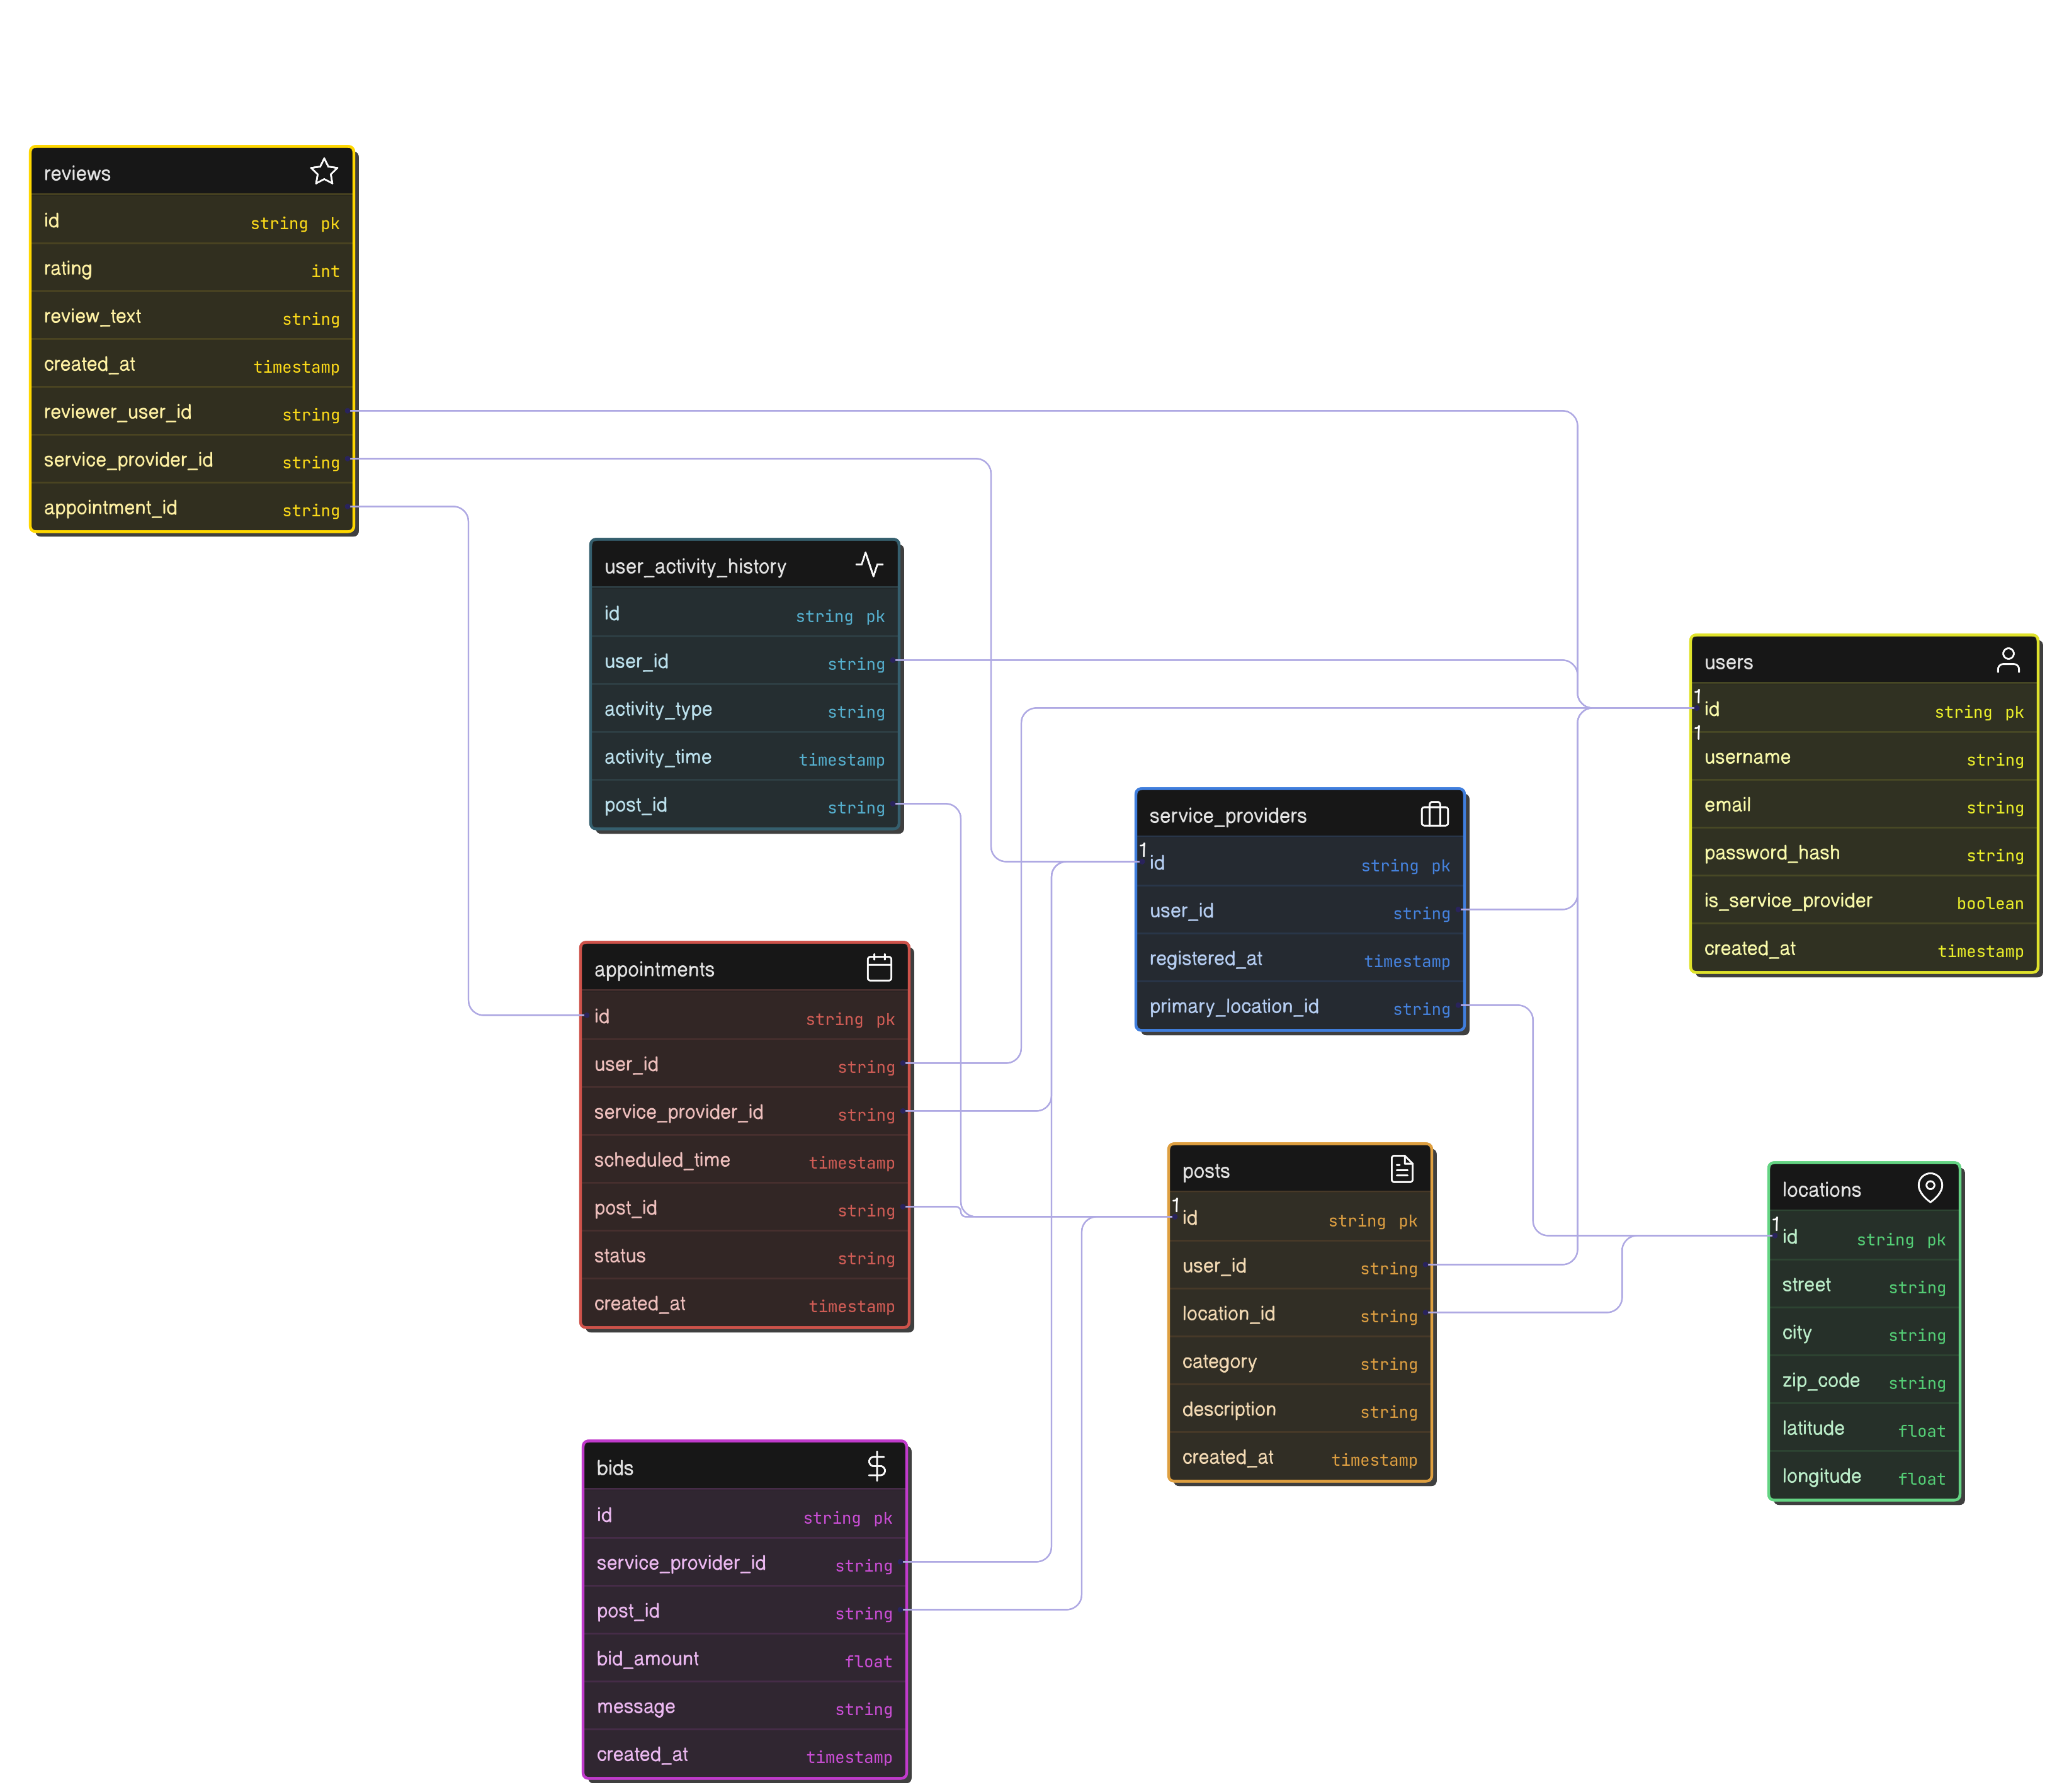 reviews
id string pk
rating int
review_text string
created_at timestamp
reviewer_user_id string
service_provider_id string
appointment_id string
user_activity_history
id string pk
user_id string
activity_type string
activity_time timestamp
post_id string
users
1
id string pk
1
username string
email string
password_hash string
is_service_provider boolean
created_at timestamp
service_providers
1
id string pk
user_id string
registered_at timestamp
primary_location_id string
appointments
id string pk
user_id string
service_provider_id string
scheduled_time timestamp
post_id string
status string
created_at timestamp
posts
1
id string pk
user_id string
location_id string
category string
description string
created_at timestamp
locations
1
id string pk
street string
city string
zip_code string
latitude float
longitude float
bids
id string pk
service_provider_id string
post_id string
bid_amount float
message string
created_at timestamp